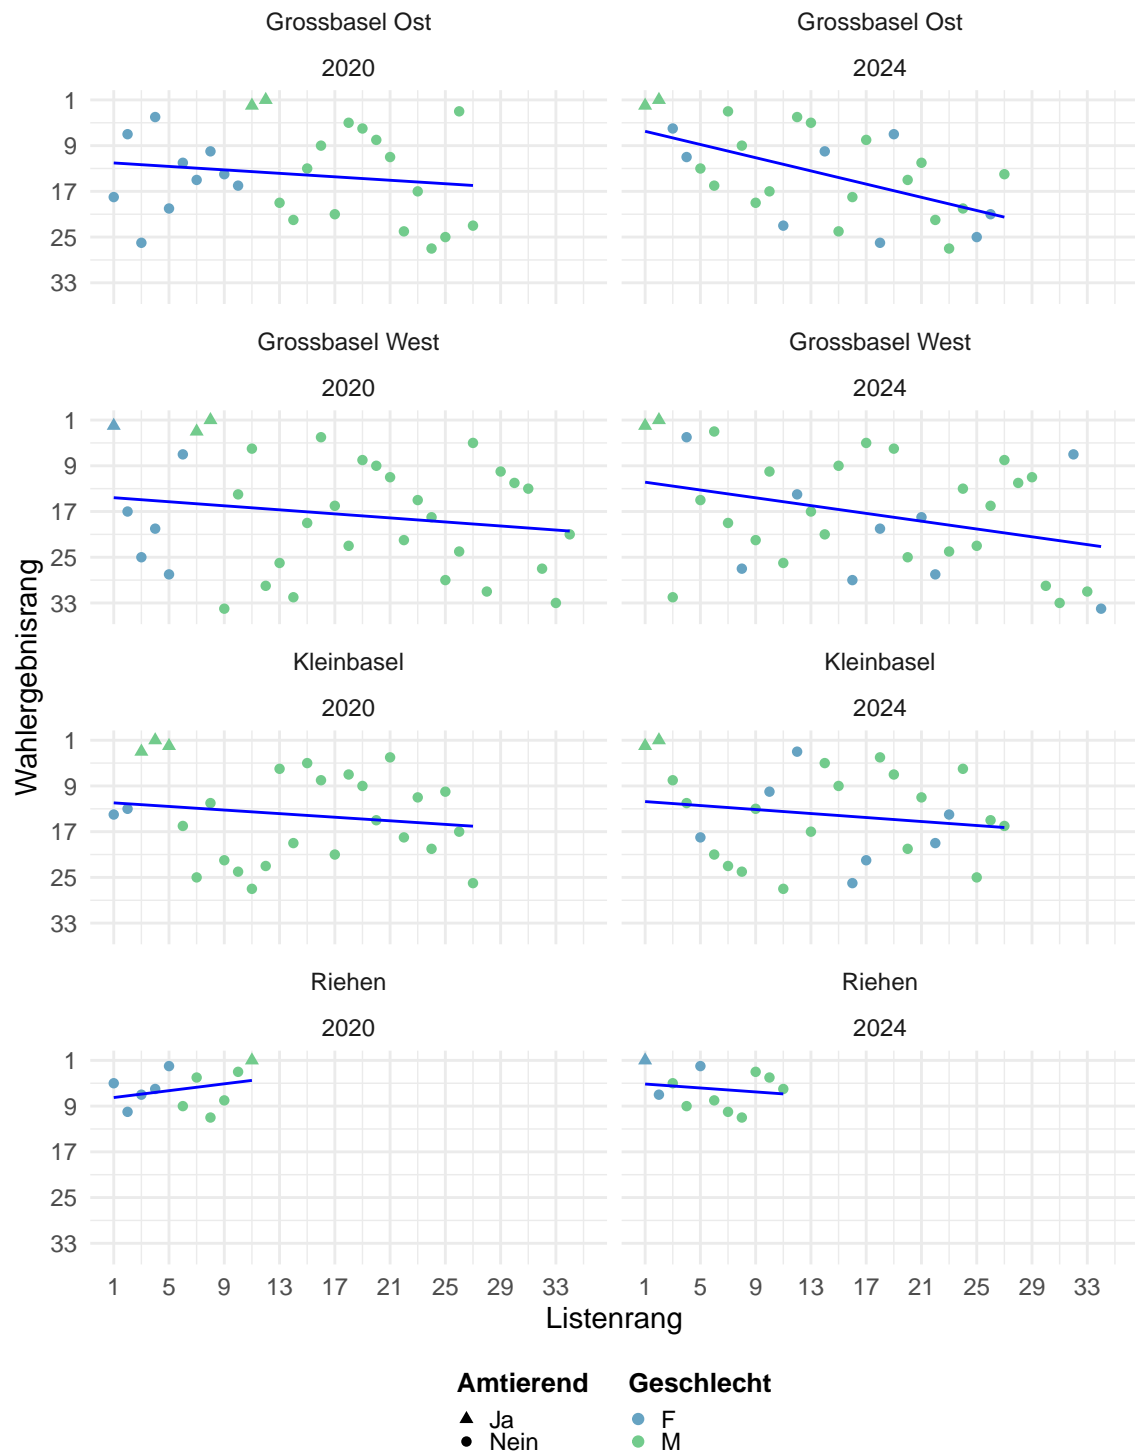 Grossbasel Ost Grossbasel Ost
2020 2024
1
9
17
25
33
Grossbasel West Grossbasel West
2020 2024
1
9
17
25
33
Wahlergebnisrang
Kleinbasel Kleinbasel
2020 2024
1
9
17
25
33
Riehen Riehen
2020 2024
1
9
17
25
33
1 5 9 13 17 21 25 29 33 1 5 9 13 17 21 25 29 33
Listenrang
Amtierend Geschlecht
Ja F
Nein M